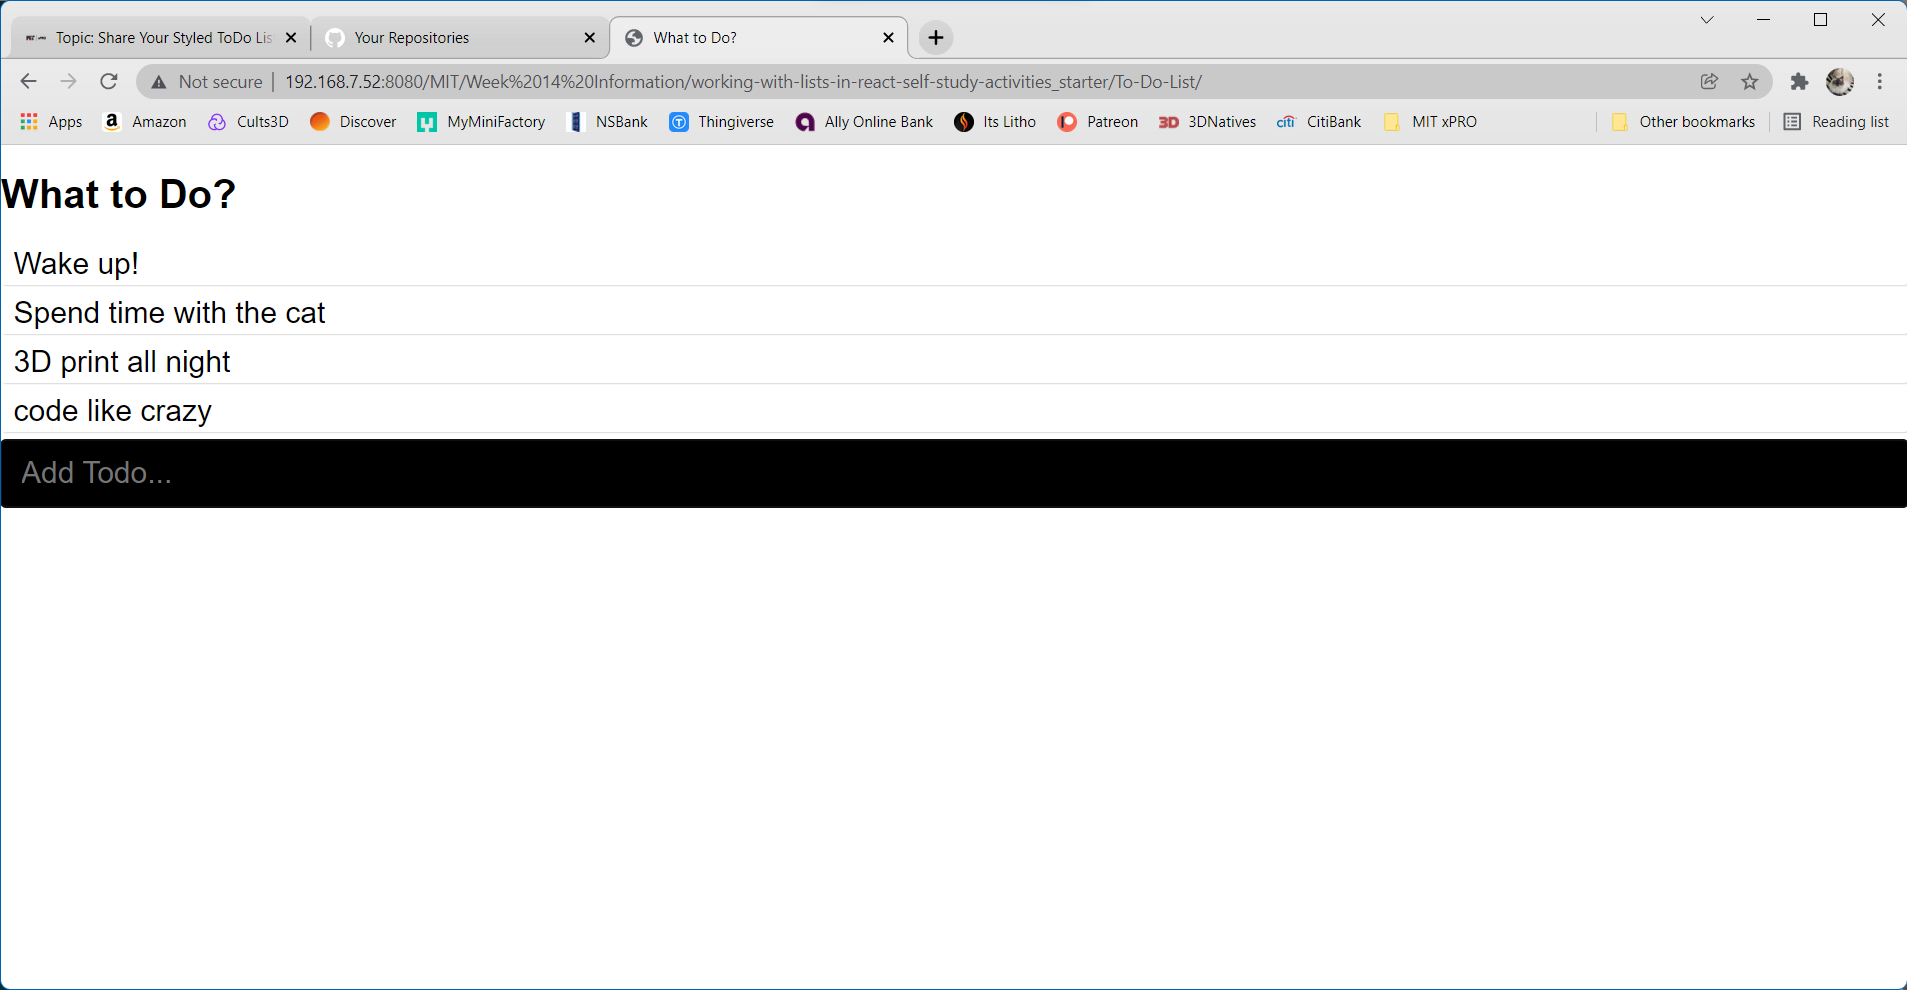 Topic: Share Your Styled ToDo Lis
Your Repositories
What to Do?
Not secure | 192.168.7.52:8080/MIT/Week%2014%20Information/working-with-lists-in-react-self-study-activities_starter/To-Do-List/
Apps Amazon Cults3D Discover MyMiniFactory NSBank Thingiverse Ally Online Bank Its Litho Patreon 3D 3DNatives citi CitiBank MIT xPRO Other bookmarks Reading list
What to Do?
Wake up!
Spend time with the cat
3D print all night
code like crazy
Add Todo...